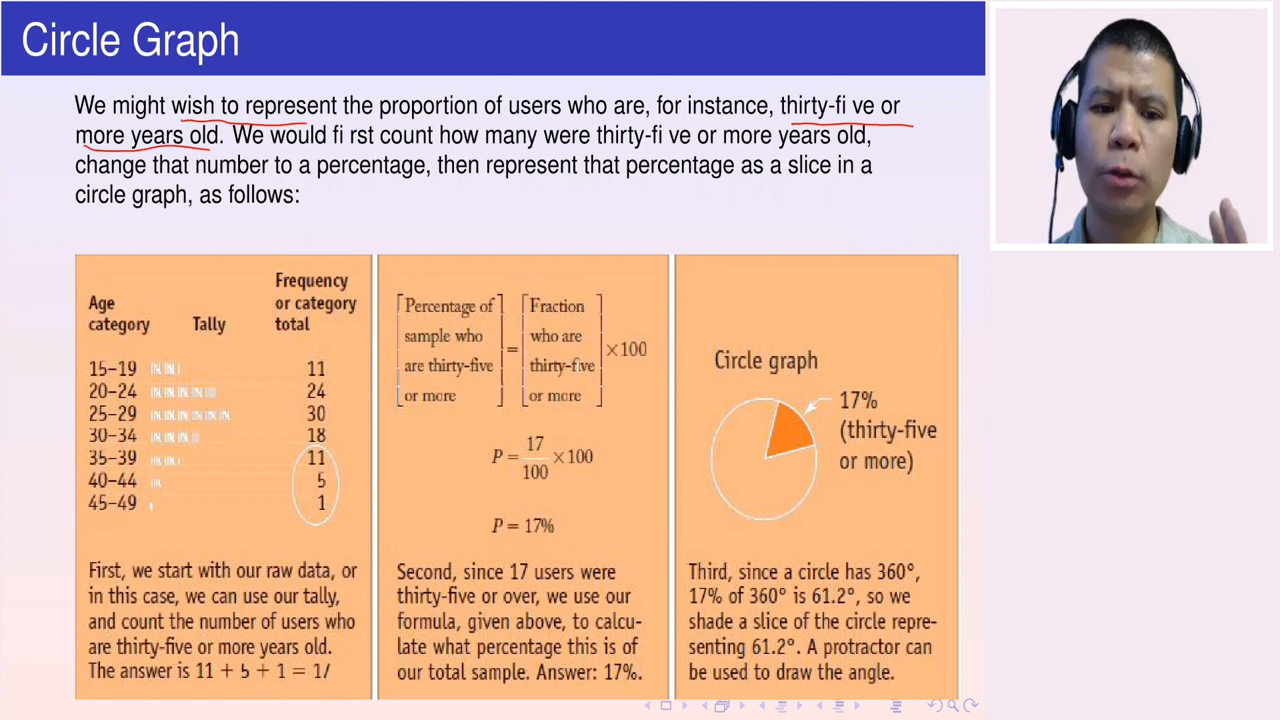 Circle Graph
We might wish to represent the proportion of users who are, for instance, thirty-fi ve or
more years old. We would fi rst count how many were thirty-fi ve or more years old,
change that number to a percentage, then represent that percentage as a slice in a
circle graph, as follows:
Age category Tally Frequency or category total
15–19 11
20–24 24
25–29 30
30–34 18
35–39 11
40–44 5
45–49 1
First, we start with our raw data, or
in this case, we can use our tally,
and count the number of users who
are thirty-five or more years old.
The answer is 11 + 5 + 1 = 1/
Percentage of
sample who
are thirty-five
or more
=
Fraction
who are
thirty-five
or more
×100
P = 17/100 × 100
P = 17%
Second, since 17 users were
thirty-five or over, we use our
formula, given above, to calcu-
late what percentage this is of
our total sample. Answer: 17%.
Circle graph
17%
(thirty-five
or more)
Third, since a circle has 360°,
17% of 360° is 61.2°, so we
shade a slice of the circle repre-
senting 61.2°. A protractor can
be used to draw the angle.